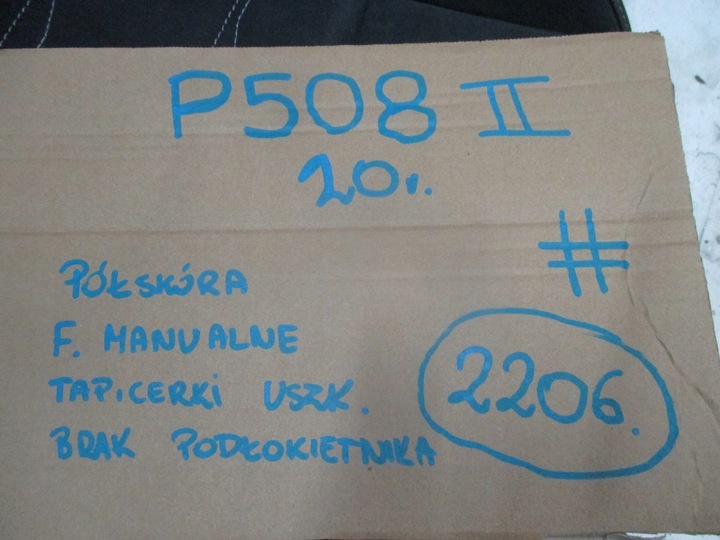 P508 II
20r.
#
PÓŁSKÓRA
F. MANUALNE
TAPICERKI USZK.
BRAK PODŁOKIETNIKA
2206.